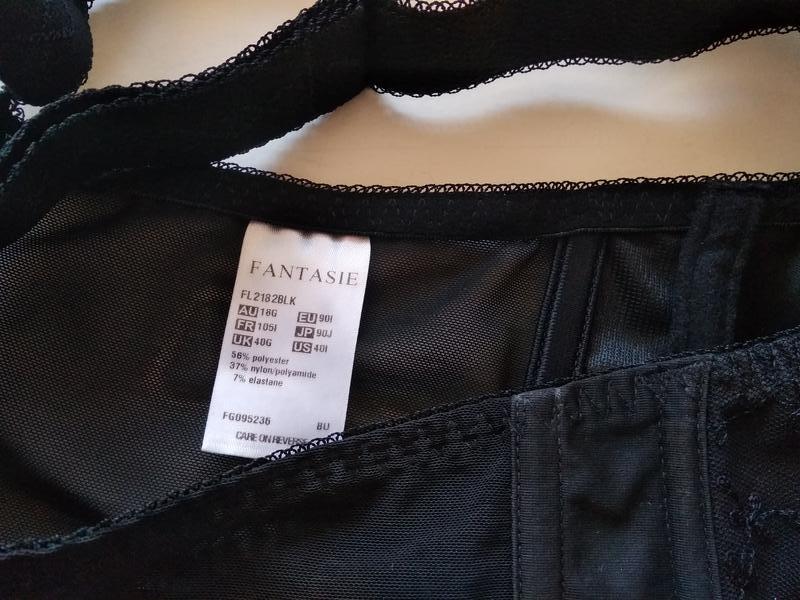 FANTASIE
FL2182BLK
AU 18G EU 90I
FR 105I JP 90J
UK 40G US 40I
56% polyester
37% nylon/polyamide
7% elastane
FG095236 BU
CARE ON REVERSE